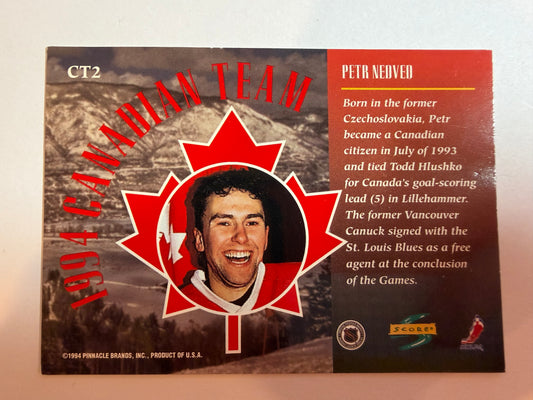 CT2
1994 CANADIAN TEAM
PETR NEDVED
Born in the former
Czechoslovakia, Petr
became a Canadian
citizen in July of 1993
and tied Todd Hlushko
for Canada's goal-scoring
lead (5) in Lillehammer.
The former Vancouver
Canuck signed with the
St. Louis Blues as a free
agent at the conclusion
of the Games.
SCORE
©1994 PINNACLE BRANDS, INC., PRODUCT OF U.S.A.